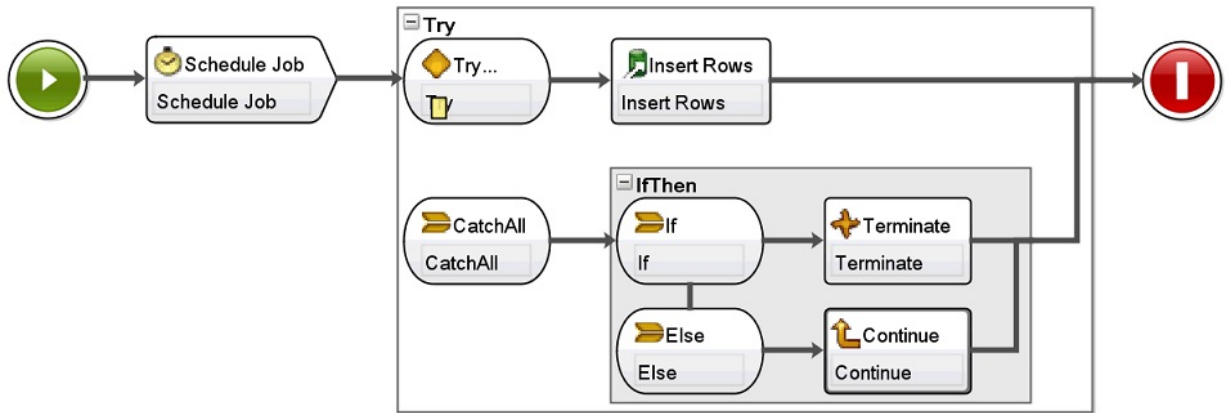 Try
Schedule Job
Schedule Job
Try...
Try
Insert Rows
Insert Rows
IfThen
CatchAll
CatchAll
If
If
Terminate
Terminate
Else
Else
Continue
Continue